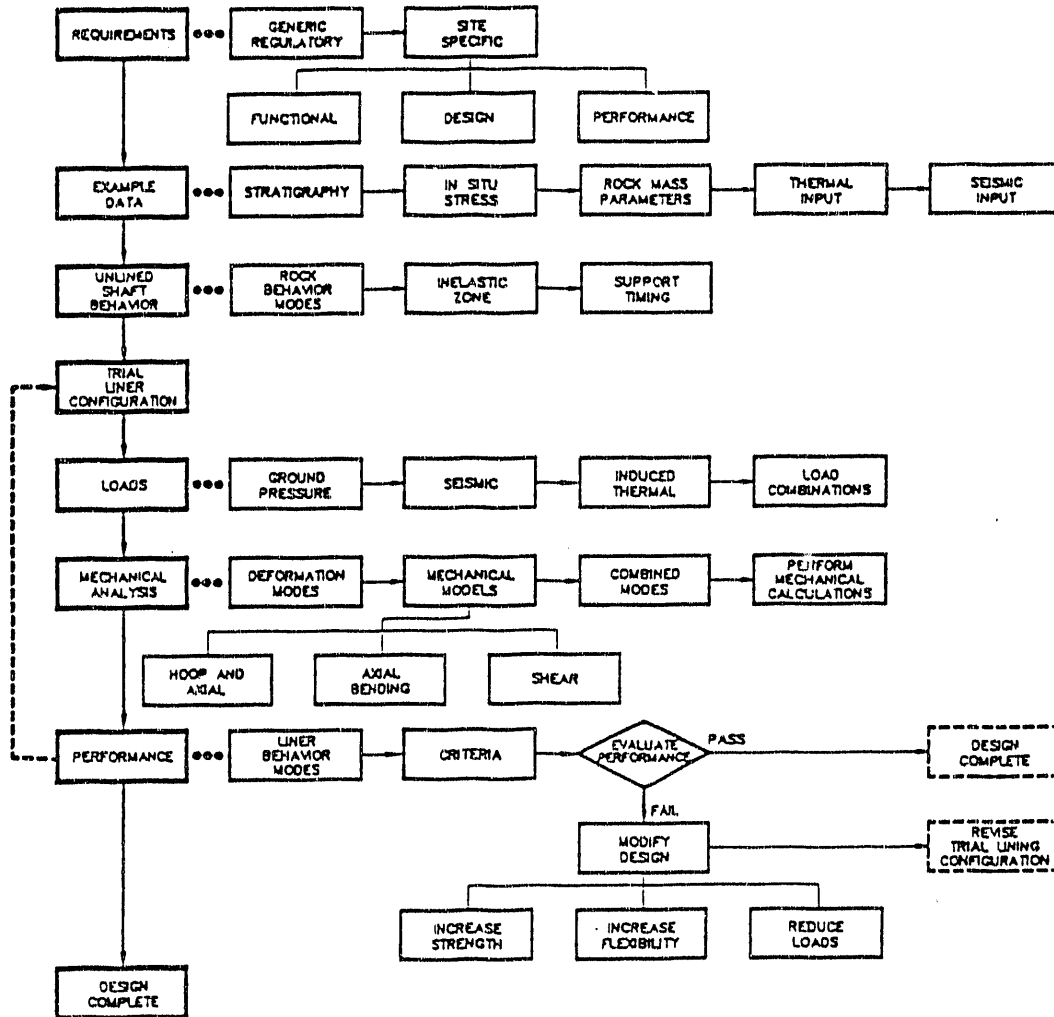 REQUIREMENTS
GENERIC
REGULATORY
SITE
SPECIFIC
FUNCTIONAL
DESIGN
PERFORMANCE
EXAMPLE
DATA
STRATIGRAPHY
IN SITU
STRESS
ROCK MASS
PARAMETERS
THERMAL
INPUT
SEISMIC
INPUT
UNLINED
SHAFT
BEHAVIOR
ROCK
BEHAVIOR
MODES
INELASTIC
ZONE
SUPPORT
TIMING
TRIAL
LINER
CONFIGURATION
LOADS
GROUND
PRESSURE
SEISMIC
INDUCED
THERMAL
LOAD
COMBINATIONS
MECHANICAL
ANALYSIS
DEFORMATION
MODES
MECHANICAL
MODELS
COMBINED
MODES
PERFORM
MECHANICAL
CALCULATIONS
HOOP AND
AXIAL
AXIAL
BENDING
SHEAR
PERFORMANCE
LINER
BEHAVIOR
MODES
CRITERIA
EVALUATE
PERFORMANCE
PASS
DESIGN
COMPLETE
FAIL
MODIFY
DESIGN
REVISE
TRIAL LINING
CONFIGURATION
INCREASE
STRENGTH
INCREASE
FLEXIBILITY
REDUCE
LOADS
DESIGN
COMPLETE